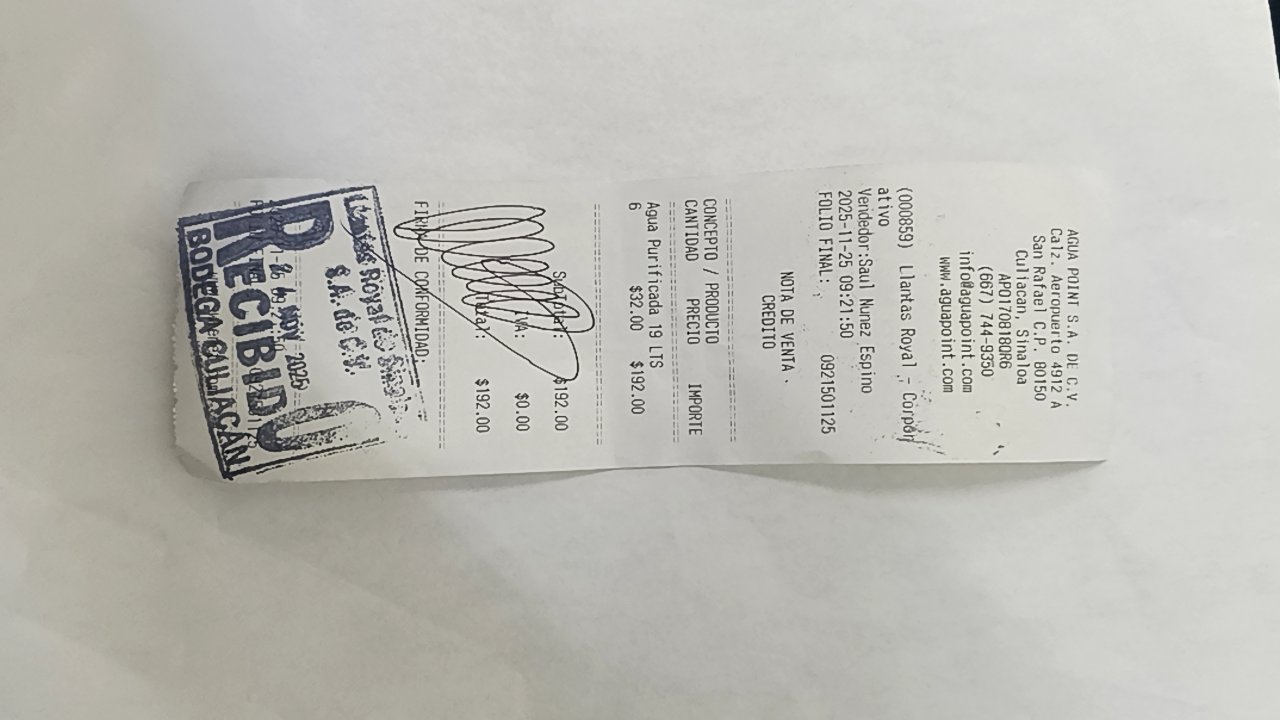 AGUA POINT S.A. DE C.V.
Calz. Aeropuerto 4912 A
San Rafael C.P. 80150
Culiacan, Sinaloa
APO170818QR6
(667) 744-9350
info@aguapoint.com
www.aguapoint.com
(000859) Llantas Royal - Corpor
ativo
Vendedor:Saul Nunez Espino
2025-11-25 09:21:50
FOLIO FINAL: 0921501125
NOTA DE VENTA
CREDITO
CONCEPTO / PRODUCTO
CANTIDAD PRECIO IMPORTE
Agua Purificada 19 LTS
6 $32.00 $192.00
$192.00
IVA: $0.00
$192.00
FIRMA DE CONFORMIDAD:
Llantas Royal de
S.A. de C.V.
NOV 2025
RECIBIDO
BODEGA CULIACAN